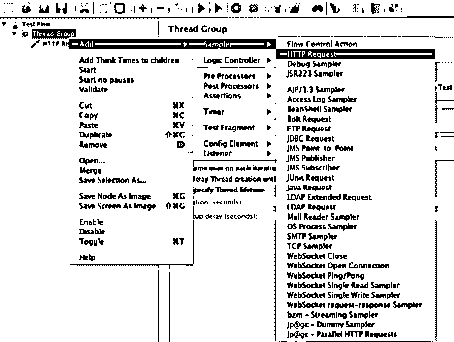 Test Plan
Thread Group
Thread Group
HTTP Re
Add
Add Think Times to children
Start
Start no pauses
Validate
Cut ⌘X
Copy ⌘C
Paste ⌘V
Duplicate ⇧⌘C
Remove
Open...
Merge
Save Selection As...
Save Node As Image ⌘G
Save Screen As Image ⇧⌘G
Enable
Disable
Toggle ⌘T
Help
Sampler
Logic Controller
Pre Processors
Post Processors
Assertions
Timer
Test Fragment
Config Element
Listener
same user on each iteration
delay Thread creation until
specify Thread lifetime
(seconds):
delay (seconds):
Flow Control Action
HTTP Request
Debug Sampler
JSR223 Sampler
AJP/1.3 Sampler
Access Log Sampler
BeanShell Sampler
Bolt Request
FTP Request
JDBC Request
JMS Point-to-Point
JMS Publisher
JMS Subscriber
JUnit Request
Java Request
LDAP Extended Request
LDAP Request
Mail Reader Sampler
OS Process Sampler
SMTP Sampler
TCP Sampler
WebSocket Close
WebSocket Open Connection
WebSocket Ping/Pong
WebSocket Single Read Sampler
WebSocket Single Write Sampler
WebSocket request-response Sampler
bzm - Streaming Sampler
jp@gc - Dummy Sampler
jp@gc - Parallel HTTP Requests
Test